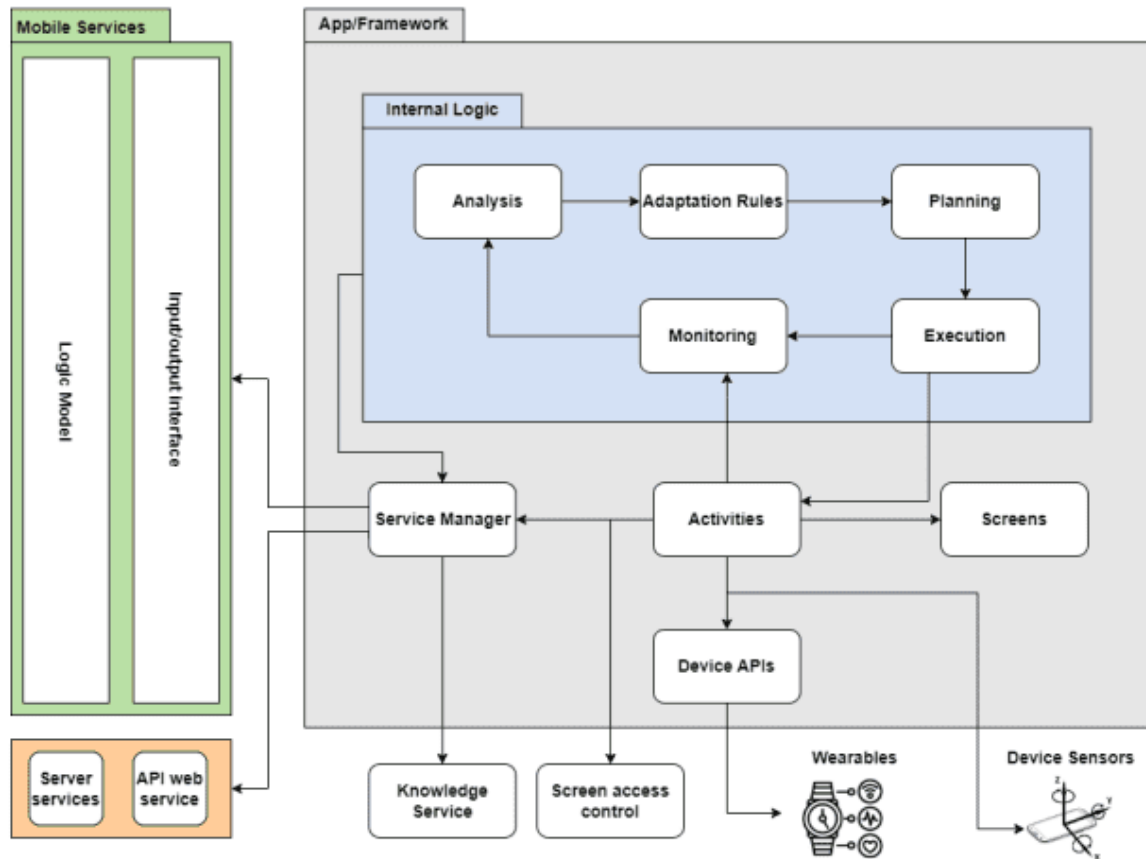 Mobile Services
App/Framework
Internal Logic
Analysis
Adaptation Rules
Planning
Logic Model
Input/output Interface
Monitoring
Execution
Service Manager
Activities
Screens
Device APIs
Server
services
API web
service
Knowledge
Service
Screen access
control
Wearables
Device Sensors
Z
Y
X